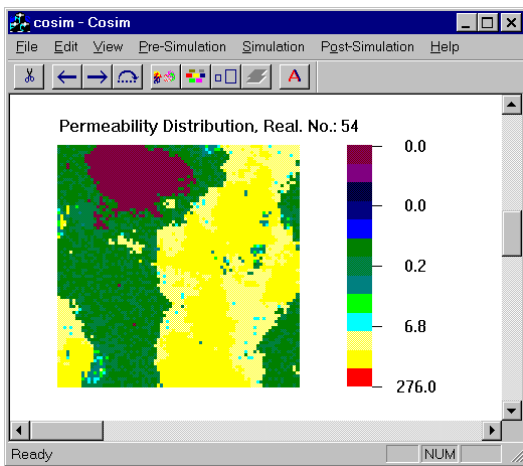 cosim - Cosim
File Edit View Pre-Simulation Simulation Post-Simulation Help
A
Permeability Distribution, Real. No.: 54
0.0
0.0
0.2
6.8
276.0
Ready NUM